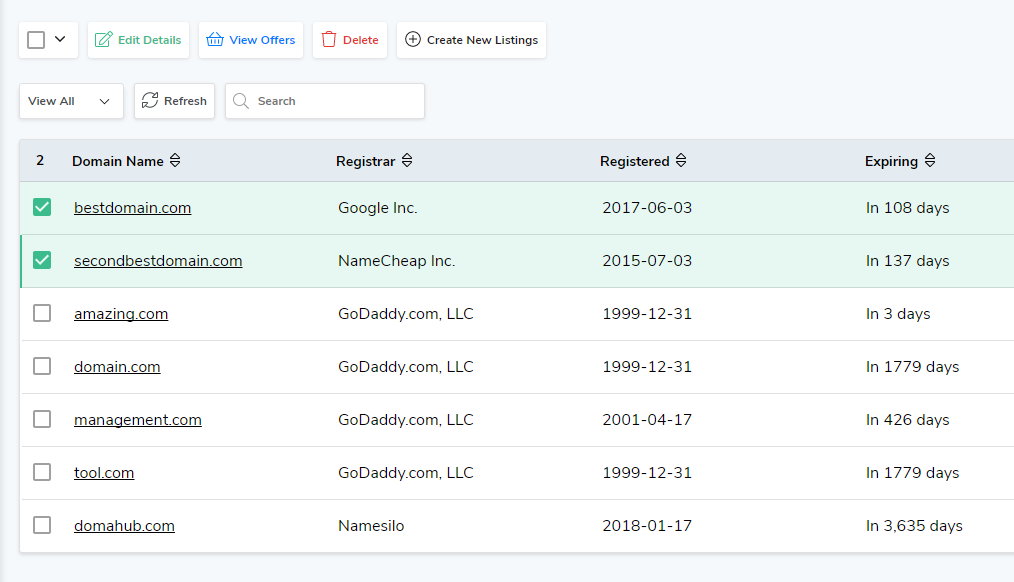 Edit Details View Offers Delete Create New Listings
View All Refresh Search
2 Domain Name Registrar Registered Expiring
bestdomain.com Google Inc. 2017-06-03 In 108 days
secondbestdomain.com NameCheap Inc. 2015-07-03 In 137 days
amazing.com GoDaddy.com, LLC 1999-12-31 In 3 days
domain.com GoDaddy.com, LLC 1999-12-31 In 1779 days
management.com GoDaddy.com, LLC 2001-04-17 In 426 days
tool.com GoDaddy.com, LLC 1999-12-31 In 1779 days
domahub.com Namesilo 2018-01-17 In 3,635 days